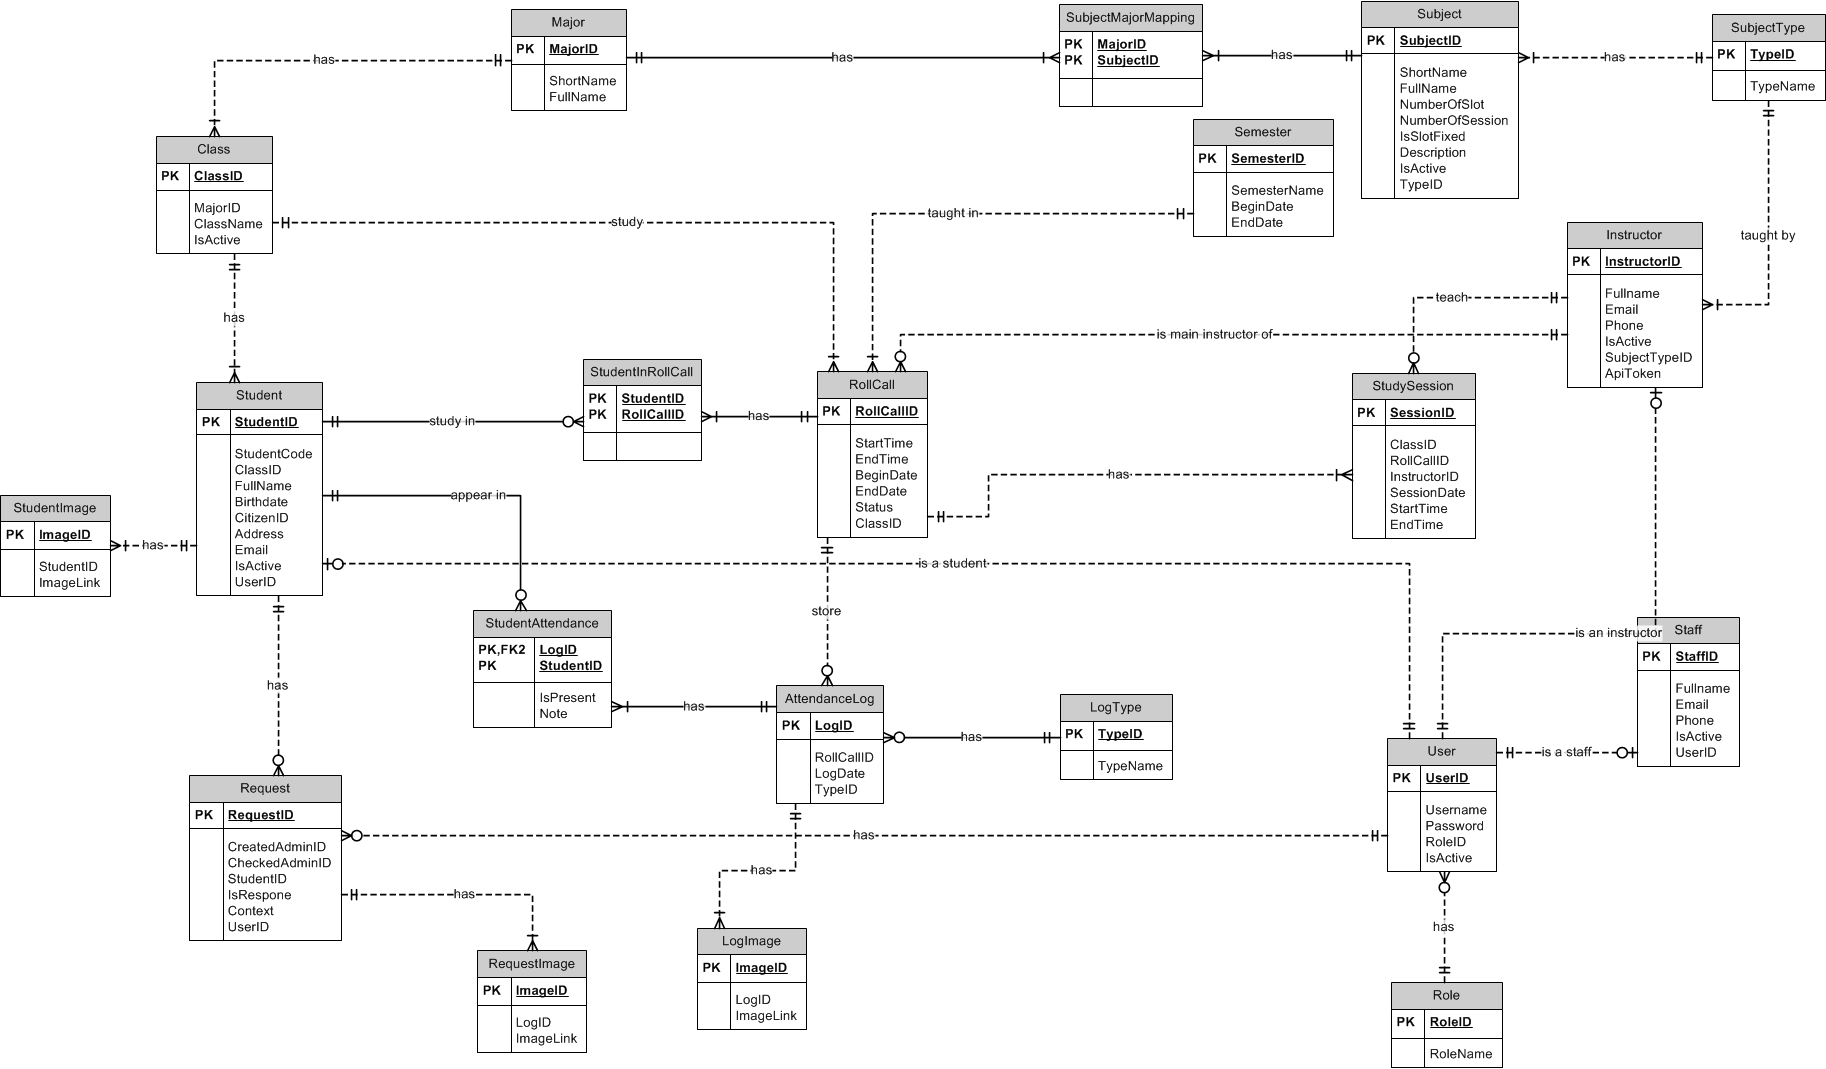 Major
PK MajorID
ShortName
FullName
SubjectMajorMapping
PK MajorID
PK SubjectID
Subject
PK SubjectID
ShortName
FullName
NumberOfSlot
NumberOfSession
IsSlotFixed
Description
IsActive
TypeID
SubjectType
PK TypeID
TypeName
has
has
has
has
Class
PK ClassID
MajorID
ClassName
IsActive
Semester
PK SemesterID
SemesterName
BeginDate
EndDate
study
taught in
taught by
Instructor
PK InstructorID
Fullname
Email
Phone
IsActive
SubjectTypeID
ApiToken
teach
is main instructor of
has
Student
PK StudentID
StudentCode
ClassID
FullName
Birthdate
CitizenID
Address
Email
IsActive
UserID
StudentInRollCall
PK StudentID
PK RollCallID
RollCall
PK RollCallID
StartTime
EndTime
BeginDate
EndDate
Status
ClassID
StudySession
PK SessionID
ClassID
RollCallID
InstructorID
SessionDate
StartTime
EndTime
study in
has
has
appear in
StudentImage
PK ImageID
StudentID
ImageLink
has
is a student
StudentAttendance
PK,FK2 LogID
PK StudentID
IsPresent
Note
store
is an instructor
Staff
PK StaffID
Fullname
Email
Phone
IsActive
UserID
has
has
AttendanceLog
PK LogID
RollCallID
LogDate
TypeID
has
LogType
PK TypeID
TypeName
User
PK UserID
Username
Password
RoleID
IsActive
is a staff
Request
PK RequestID
CreatedAdminID
CheckedAdminID
StudentID
IsRespone
Context
UserID
has
has
has
RequestImage
PK ImageID
LogID
ImageLink
LogImage
PK ImageID
LogID
ImageLink
has
Role
PK RoleID
RoleName